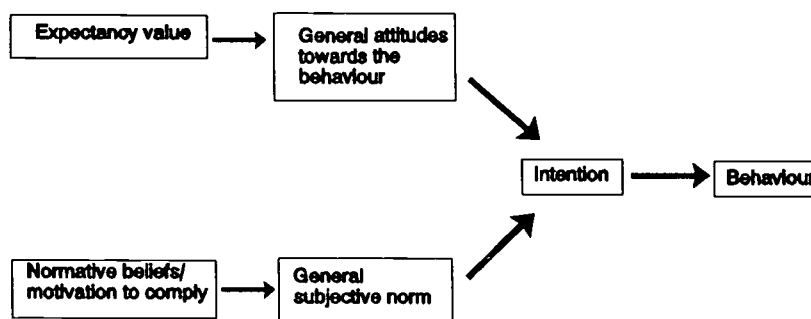 Expectancy value
General attitudes
towards the
behaviour
Intention
Behaviour
Normative beliefs/
motivation to comply
General
subjective norm